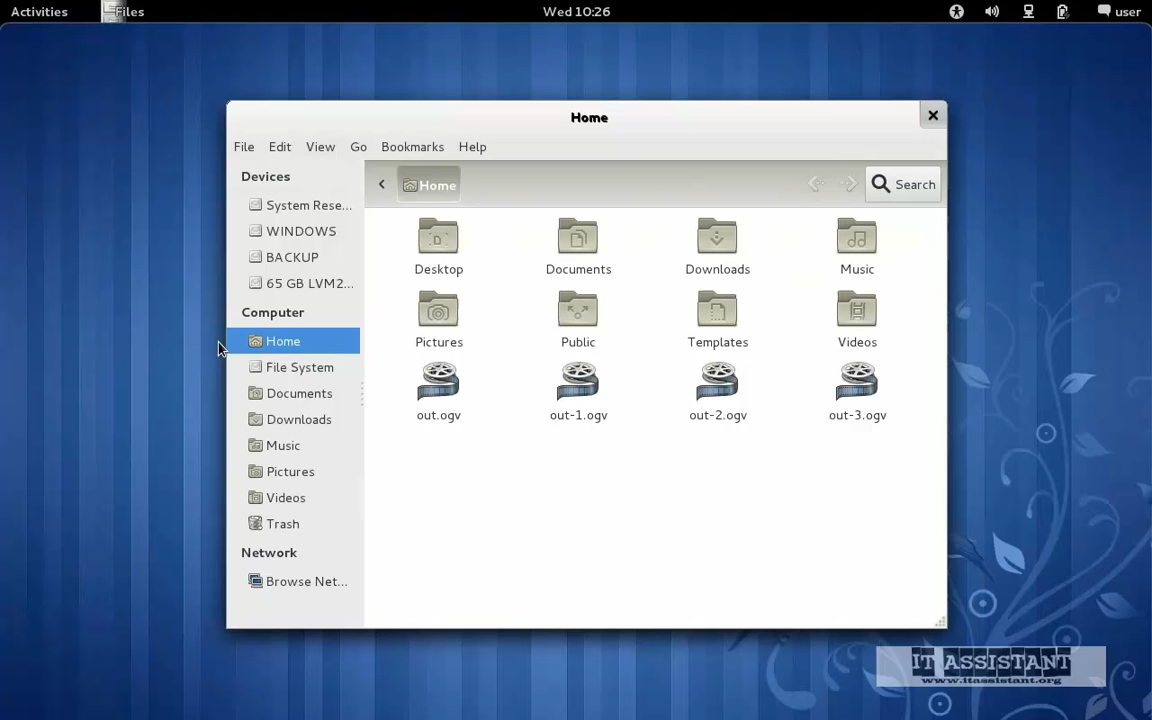 Activities Files Wed 10:26 user
Home
File Edit View Go Bookmarks Help
Devices
System Rese...
WINDOWS
BACKUP
65 GB LVM2...
Computer
Home
File System
Documents
Downloads
Music
Pictures
Videos
Trash
Network
Browse Net...
Home Search
Desktop Documents Downloads Music
Pictures Public Templates Videos
out.ogv out-1.ogv out-2.ogv out-3.ogv
IT ASSISTANT
www.itassistant.org